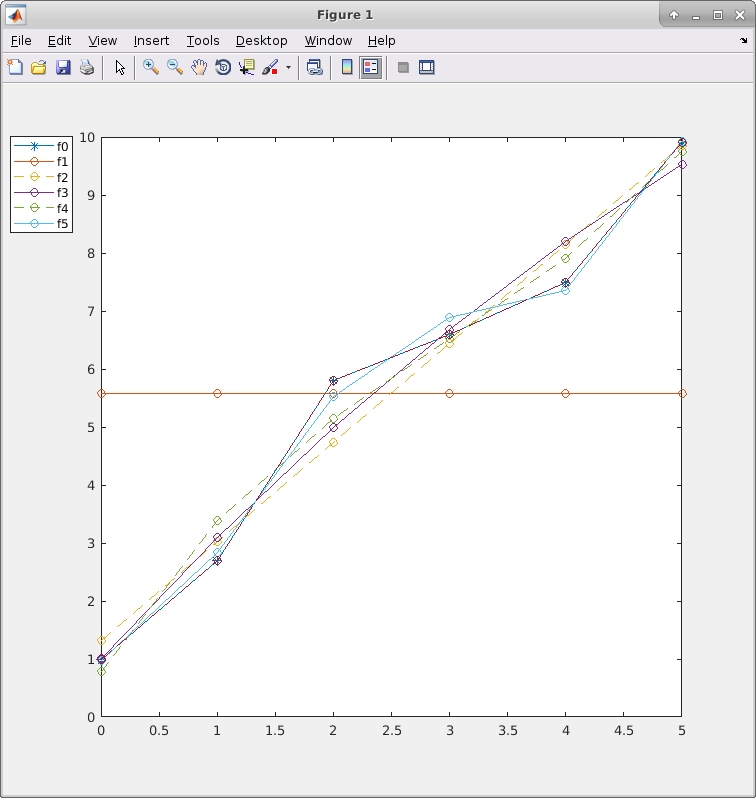 Figure 1
File Edit View Insert Tools Desktop Window Help
f0
f1
f2
f3
f4
f5
10
9
8
7
6
5
4
3
2
1
0
0 0.5 1 1.5 2 2.5 3 3.5 4 4.5 5